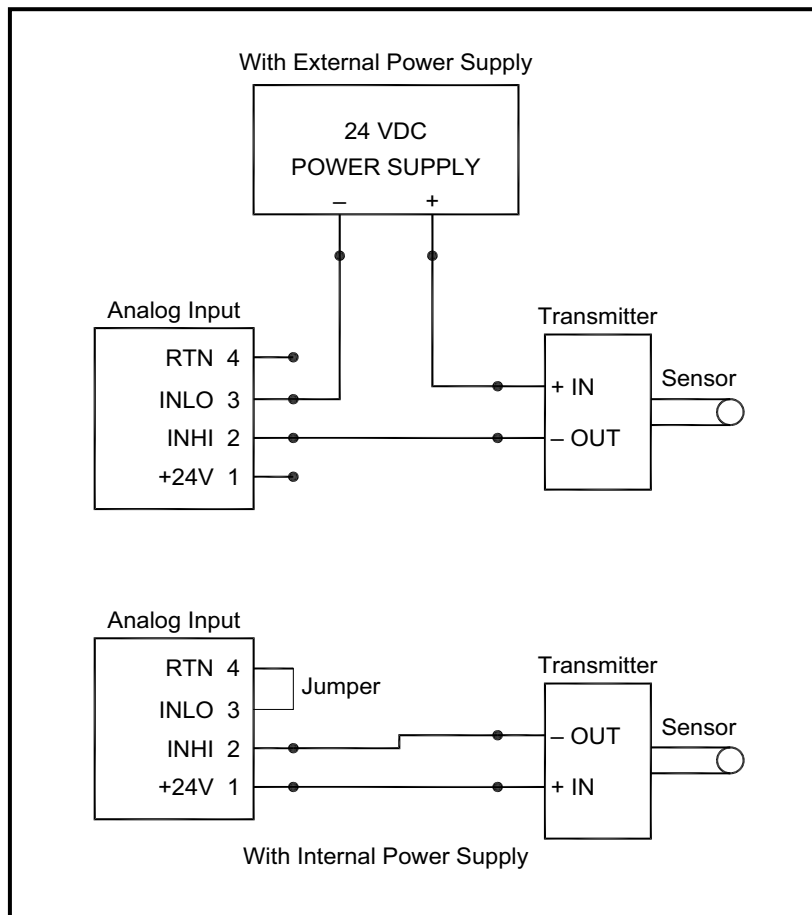 With External Power Supply
24 VDC
POWER SUPPLY
– +
Analog Input
RTN 4
INLO 3
INHI 2
+24V 1
Transmitter
+ IN
– OUT
Sensor
Analog Input
RTN 4
INLO 3
INHI 2
+24V 1
Jumper
Transmitter
– OUT
+ IN
Sensor
With Internal Power Supply